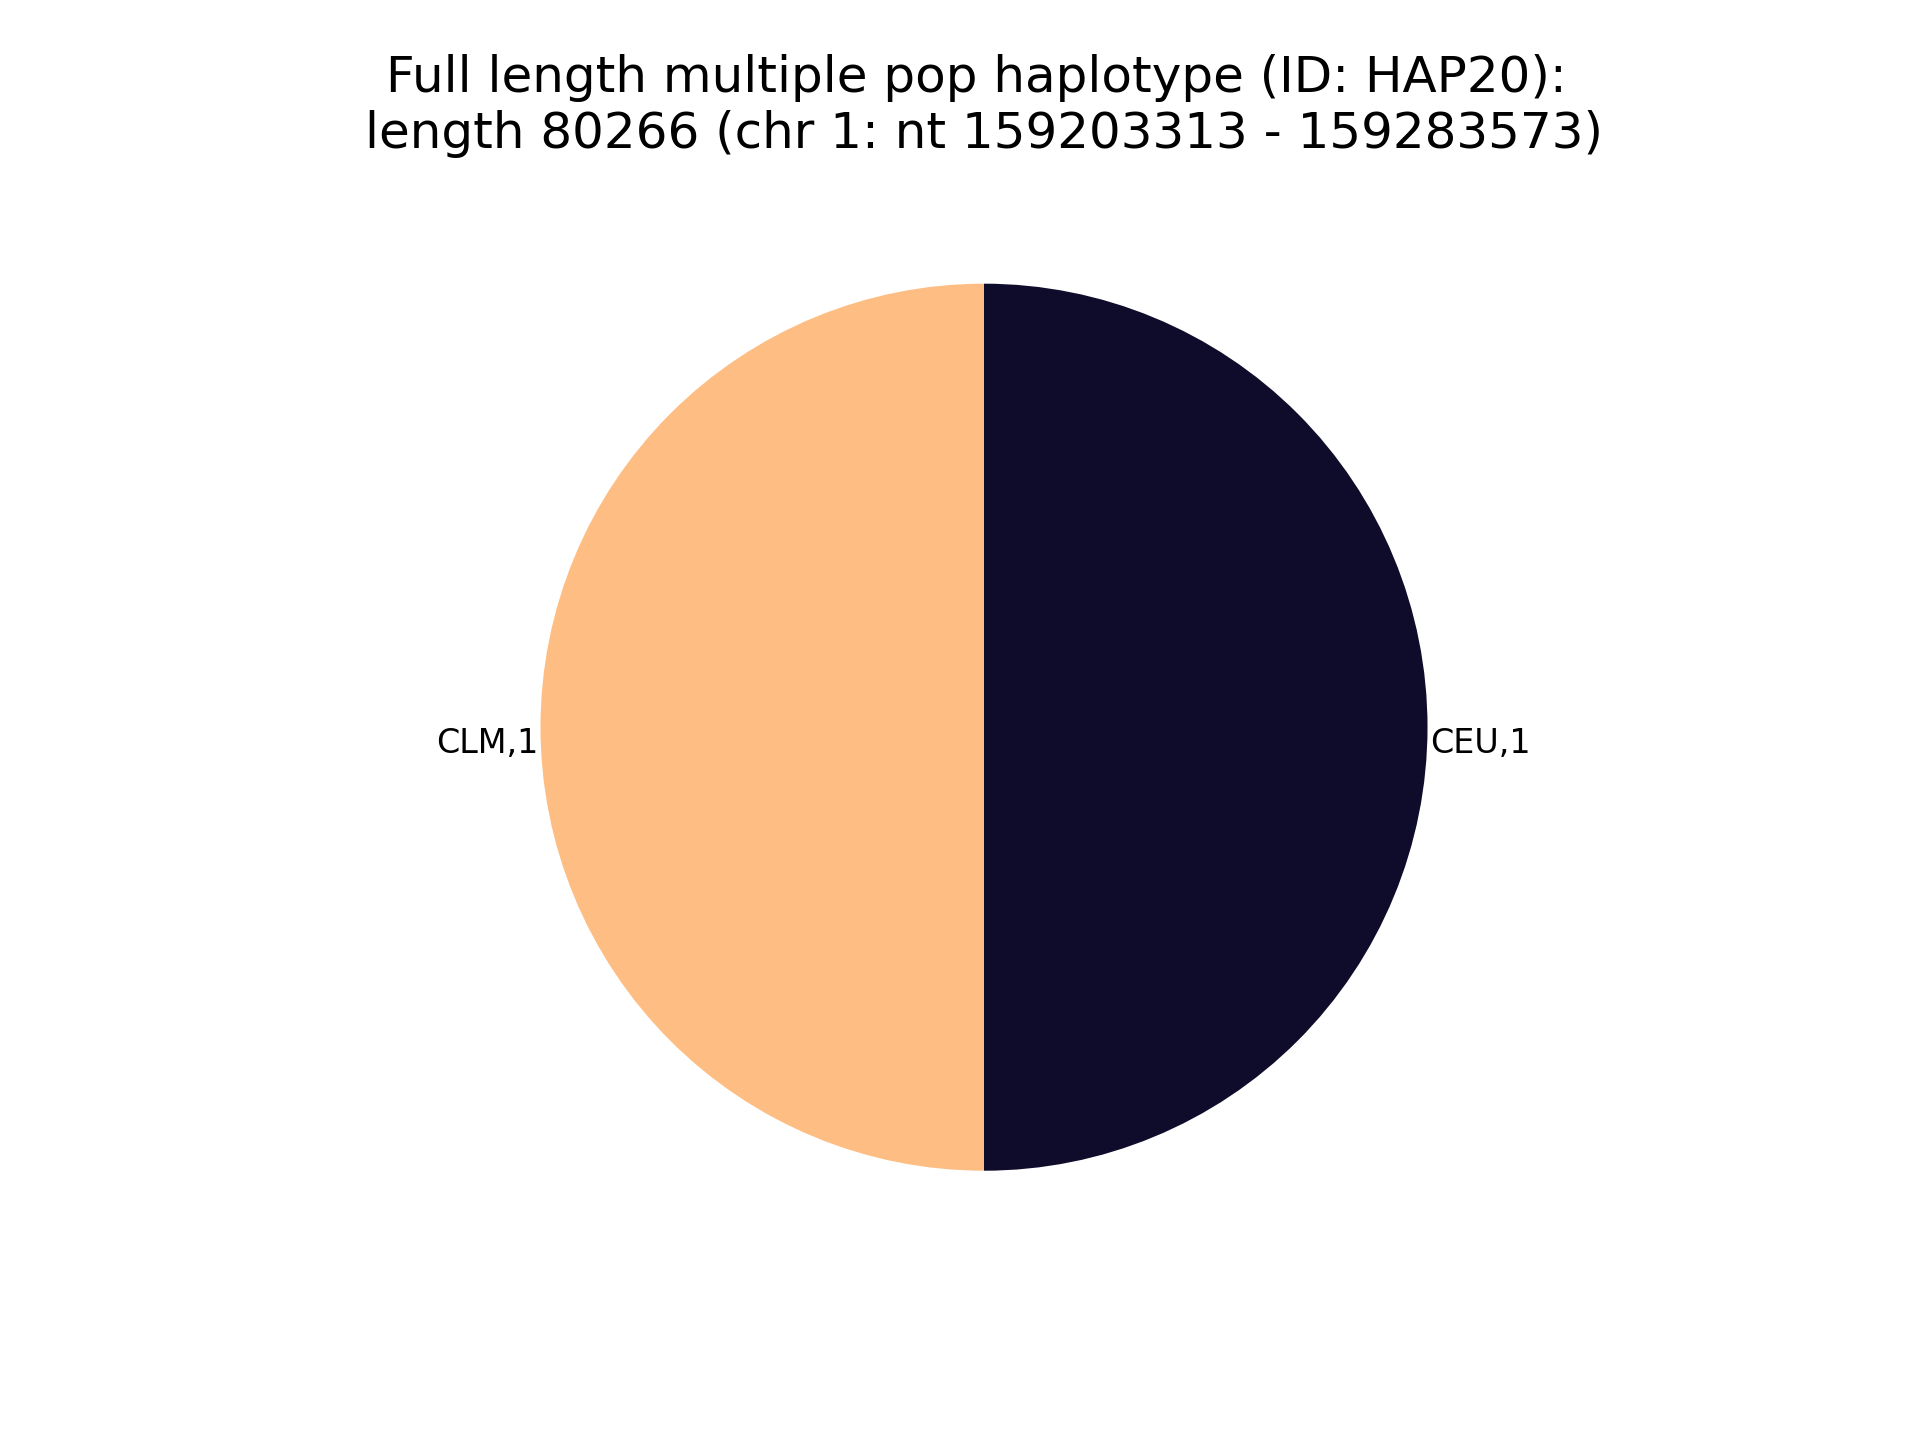 Full length multiple pop haplotype (ID: HAP20):
length 80266 (chr 1: nt 159203313 - 159283573)
CLM,1
CEU,1